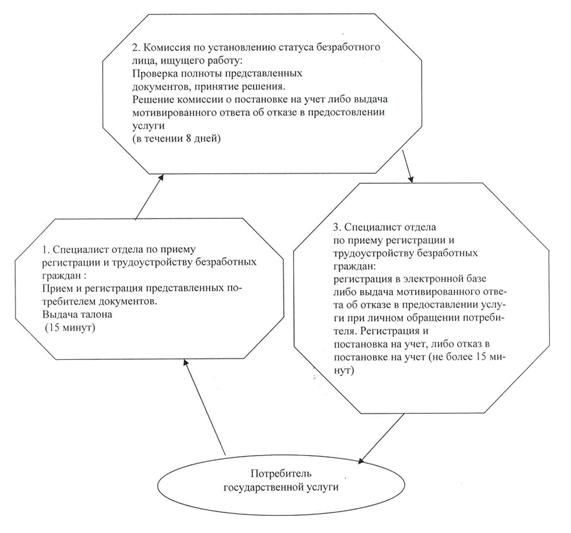 2. Комиссия по установлению статуса безработного
лица, ищущего работу:
Проверка полноты представленных
документов, принятие решения.
Решение комиссии о постановке на учет либо выдача
мотивированного ответа об отказе в предостовлении
услуги
(в течении 8 дней)
1. Специалист отдела по приему
регистрации и трудоустройству безработных
граждан :
Прием и регистрация представленных по-
требителем документов.
Выдача талона
(15 минут)
3. Специалист отдела
по приему регистрации и
трудоустройству безработных
граждан:
регистрация в электронной базе
либо выдача мотивированного отве-
та об отказе в предоставлении услу-
ги при личном обращении потреби-
теля. Регистрация и
постановка на учет, либо отказ в
постановке на учет (не более 15 ми-
нут)
Потребитель
государственной услуги